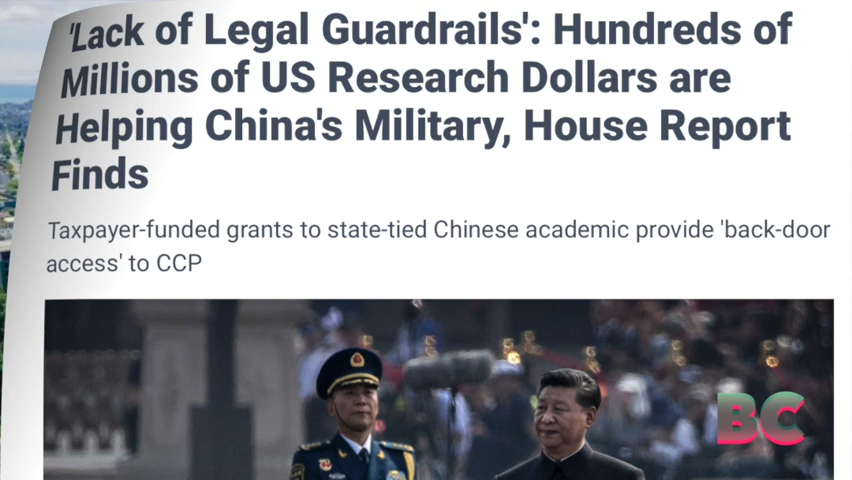 'Lack of Legal Guardrails': Hundreds of
Millions of US Research Dollars are
Helping China's Military, House Report
Finds
Taxpayer-funded grants to state-tied Chinese academic provide 'back-door
access' to CCP
BC